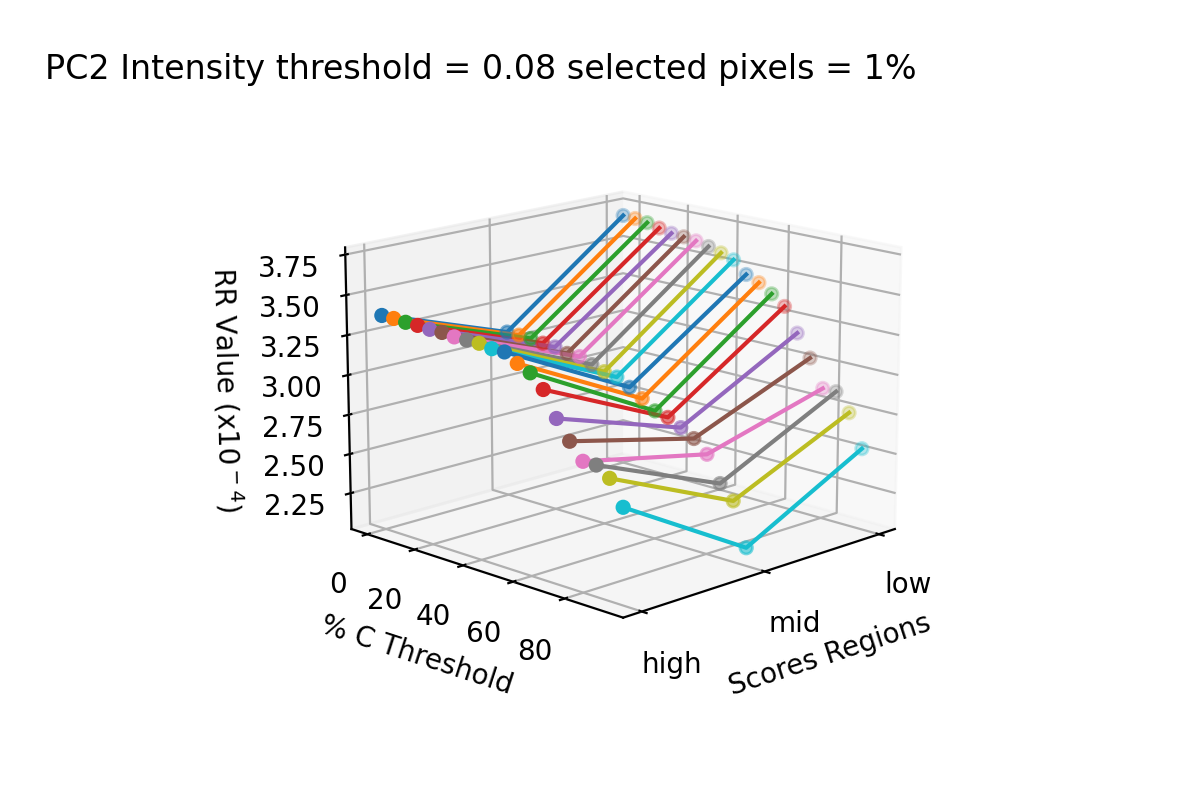 PC2 Intensity threshold = 0.08 selected pixels = 1%
RR Value (x10⁻⁴)
3.75
3.50
3.25
3.00
2.75
2.50
2.25
0
20
40
60
80
% C Threshold
high
mid
low
Scores Regions